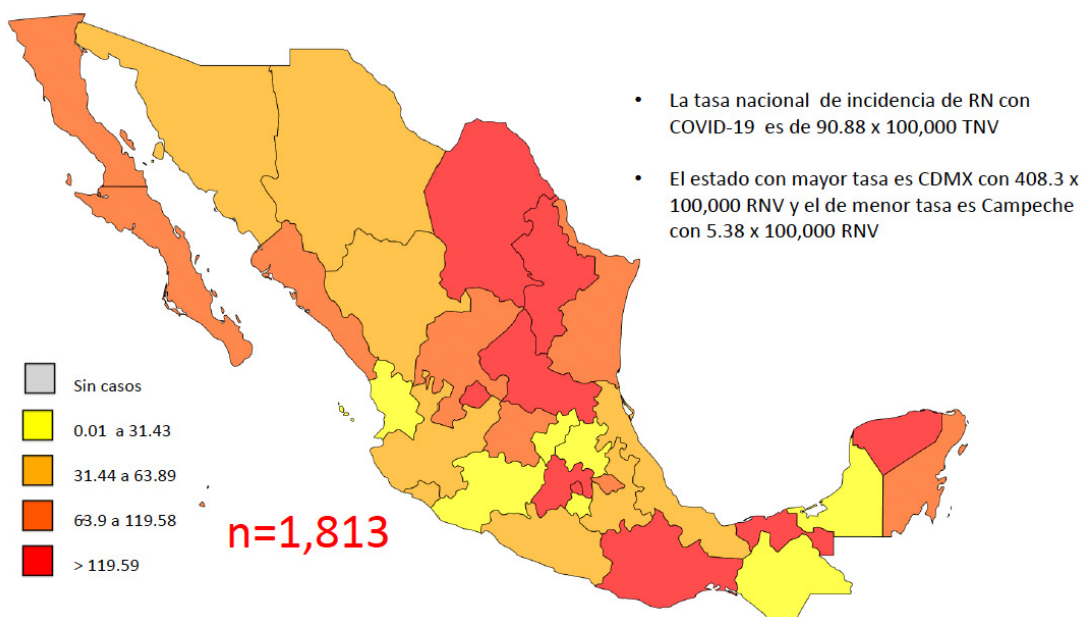 • La tasa nacional de incidencia de RN con
COVID-19 es de 90.88 x 100,000 TNV
• El estado con mayor tasa es CDMX con 408.3 x
100,000 RNV y el de menor tasa es Campeche
con 5.38 x 100,000 RNV
Sin casos
0.01 a 31.43
31.44 a 63.89
63.9 a 119.58
> 119.59
n=1,813